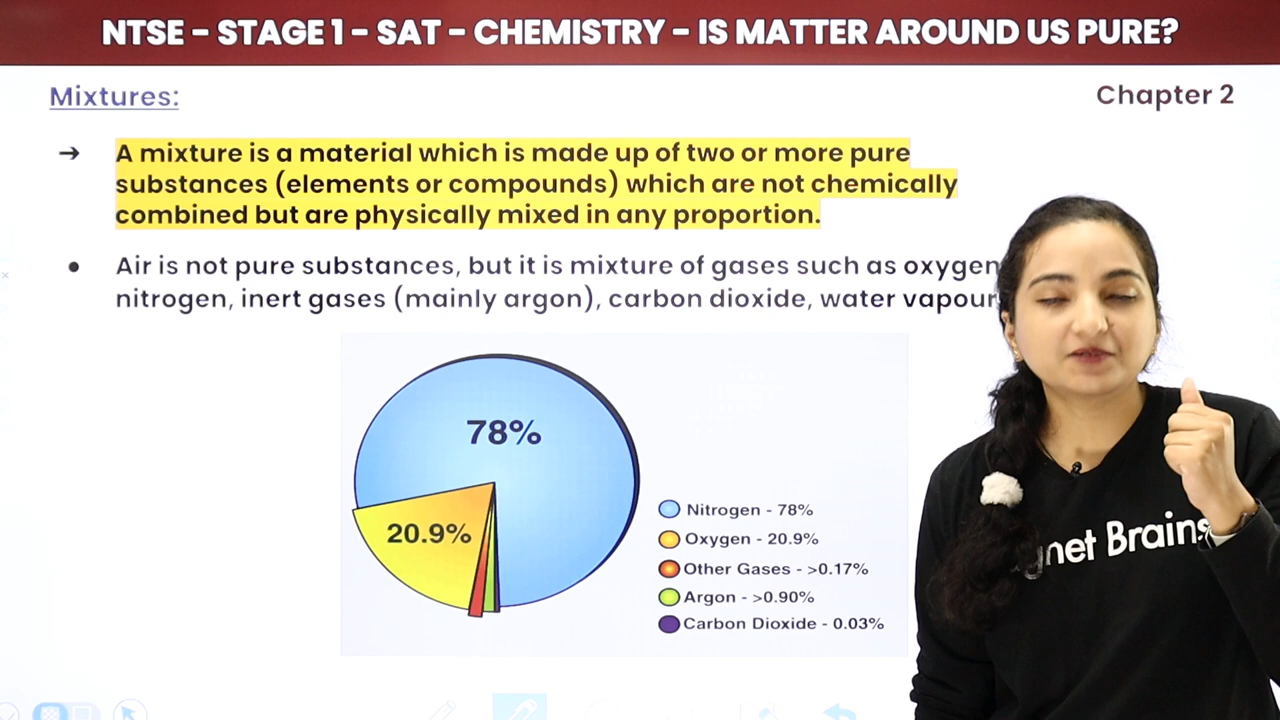 NTSE – STAGE 1 – SAT – CHEMISTRY – IS MATTER AROUND US PURE?
Mixtures:
Chapter 2
➔ A mixture is a material which is made up of two or more pure
substances (elements or compounds) which are not chemically
combined but are physically mixed in any proportion.
● Air is not pure substances, but it is mixture of gases such as oxygen
nitrogen, inert gases (mainly argon), carbon dioxide, water vapour
78%
20.9%
Nitrogen - 78%
Oxygen - 20.9%
Other Gases - >0.17%
Argon - >0.90%
Carbon Dioxide - 0.03%
Brains